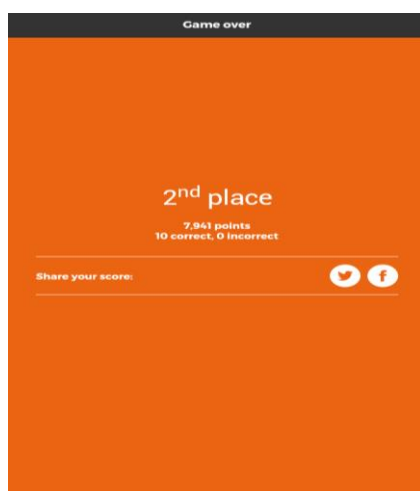 Game over
2nd place
7,941 points
10 correct, 0 incorrect
Share your score: